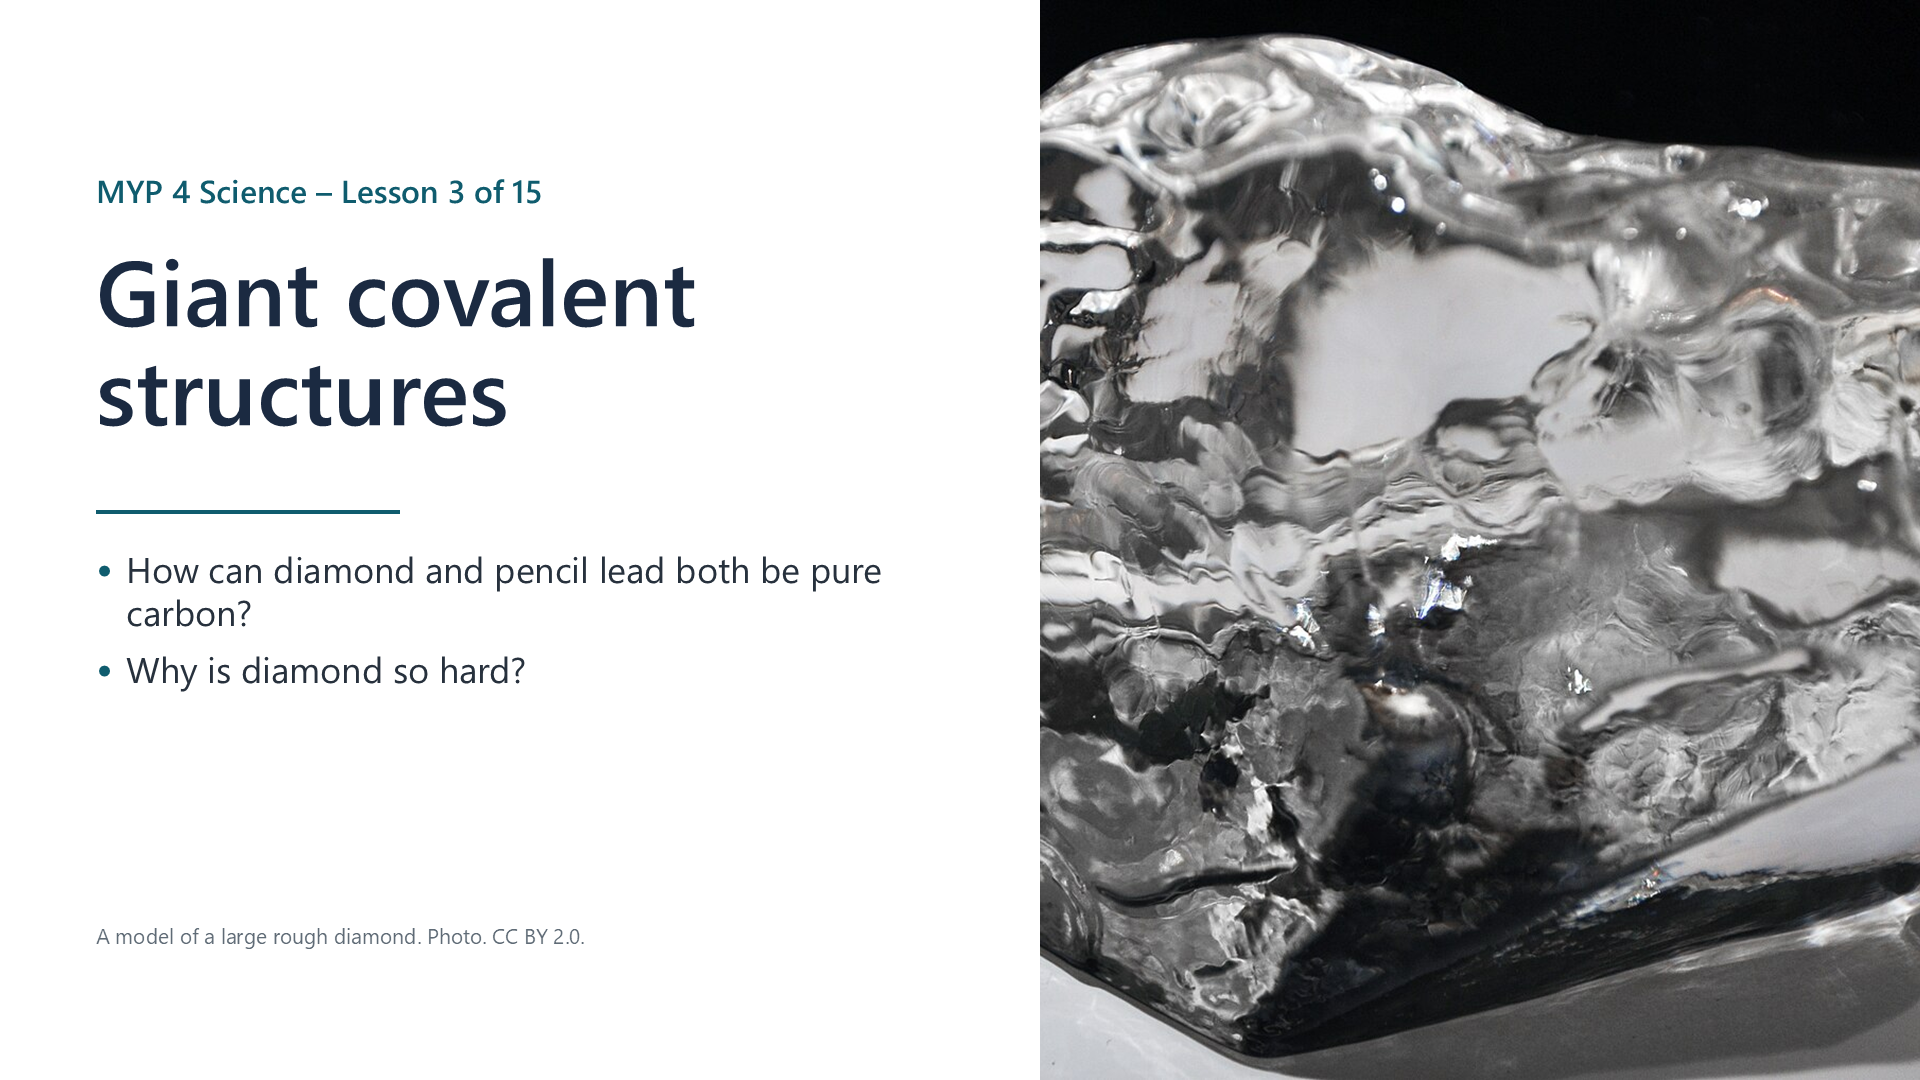 MYP 4 Science – Lesson 3 of 15
Giant covalent
structures
• How can diamond and pencil lead both be pure
carbon?
• Why is diamond so hard?
A model of a large rough diamond. Photo. CC BY 2.0.